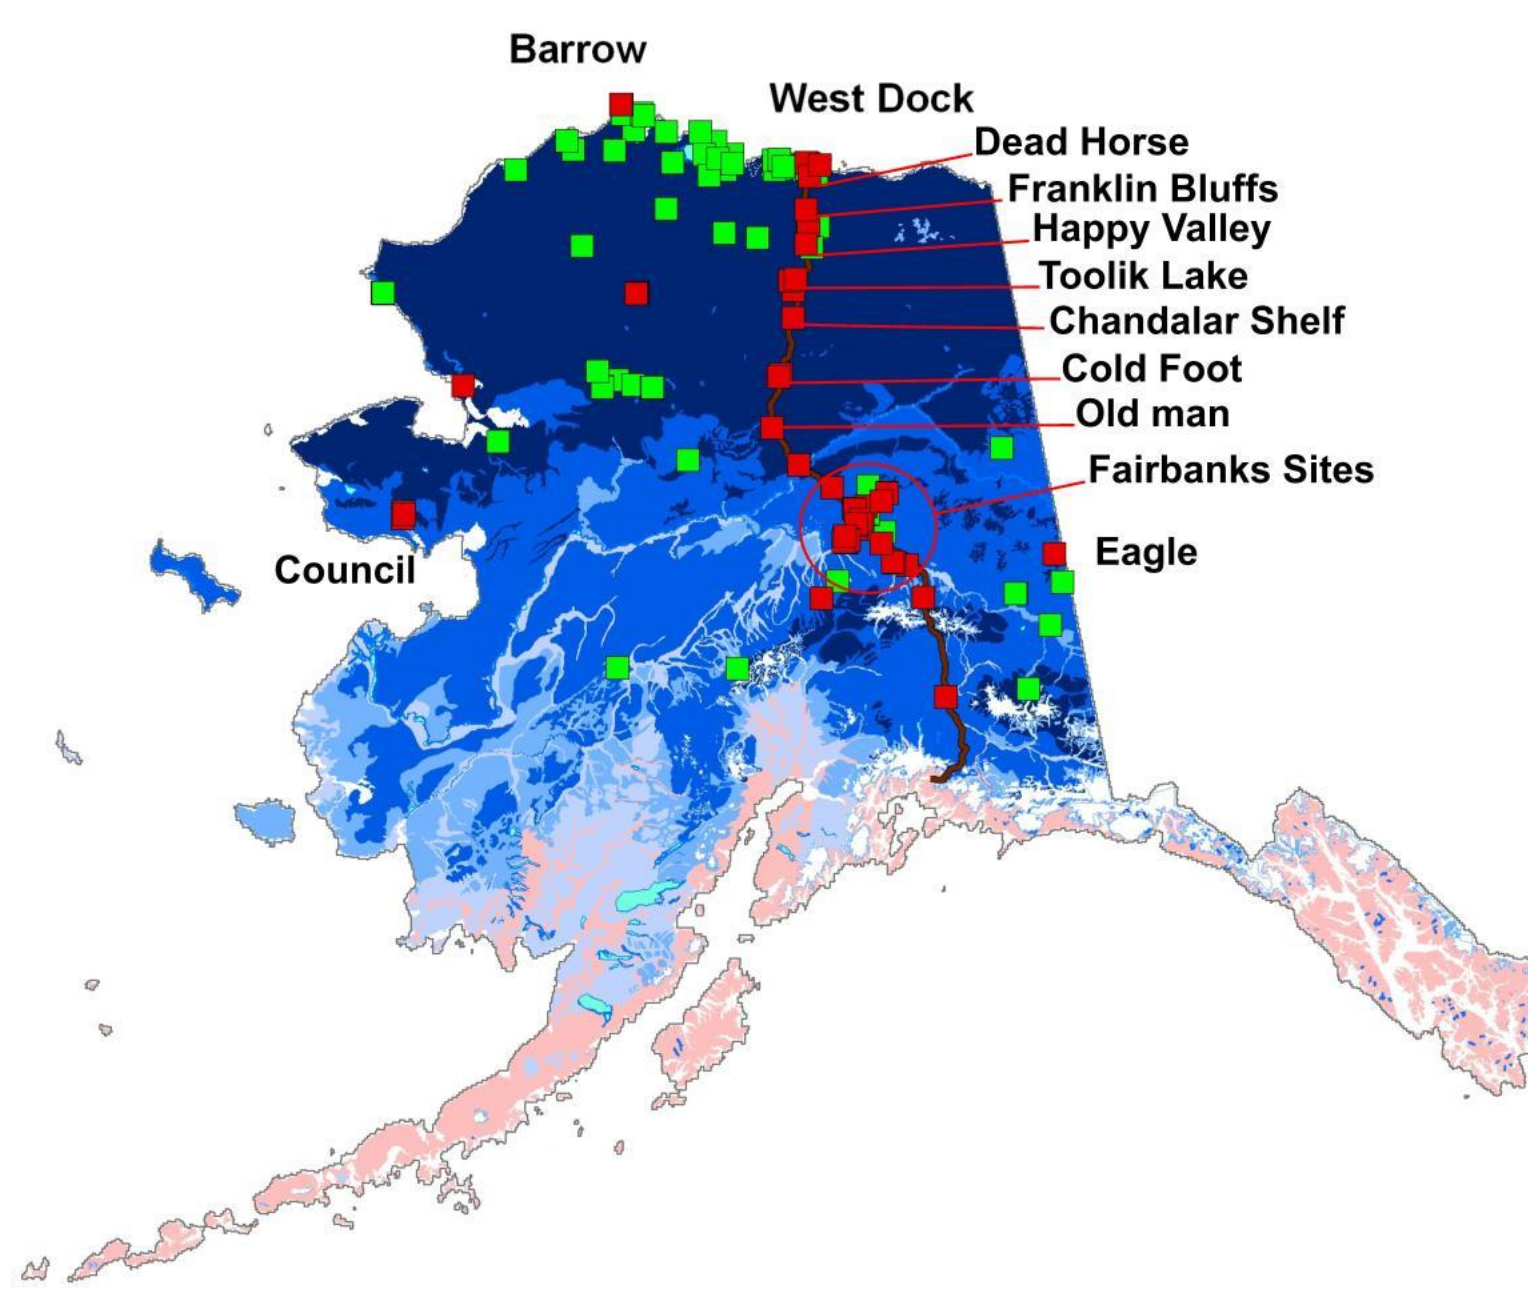 Barrow
West Dock
Dead Horse
Franklin Bluffs
Happy Valley
Toolik Lake
Chandalar Shelf
Cold Foot
Old man
Fairbanks Sites
Eagle
Council